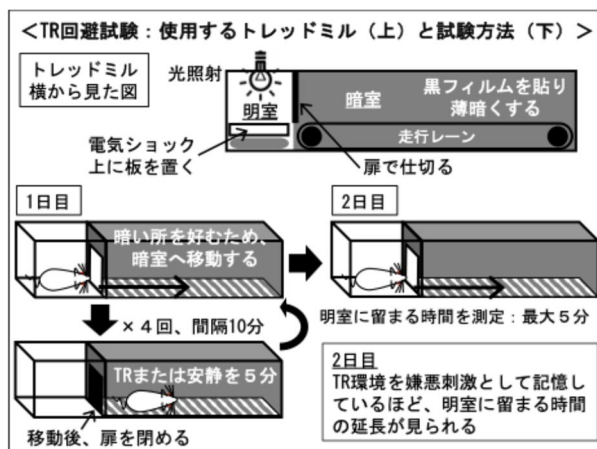 ＜TR回避試験：使用するトレッドミル（上）と試験方法（下）＞
トレッドミル
横から見た図
光照射
明室
暗室
黒フィルムを貼り
薄暗くする
走行レーン
電気ショック
上に板を置く
扉で仕切る
1日目
暗い所を好むため、
暗室へ移動する
×４回、間隔10分
TRまたは安静を５分
移動後、扉を閉める
2日目
明室に留まる時間を測定：最大５分
2日目
TR環境を嫌悪刺激として記憶
しているほど、明室に留まる時間
の延長が見られる